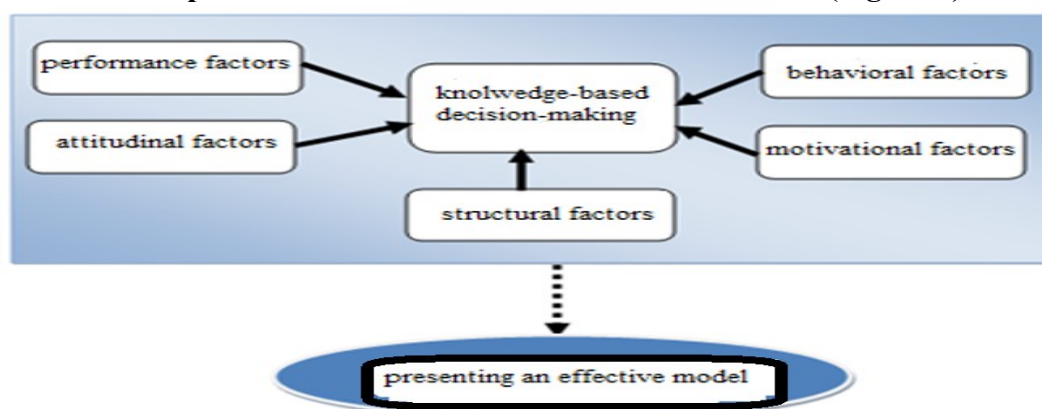 performance factors
behavioral factors
knolwedge-based
decision-making
attitudinal factors
motivational factors
structural factors
presenting an effective model